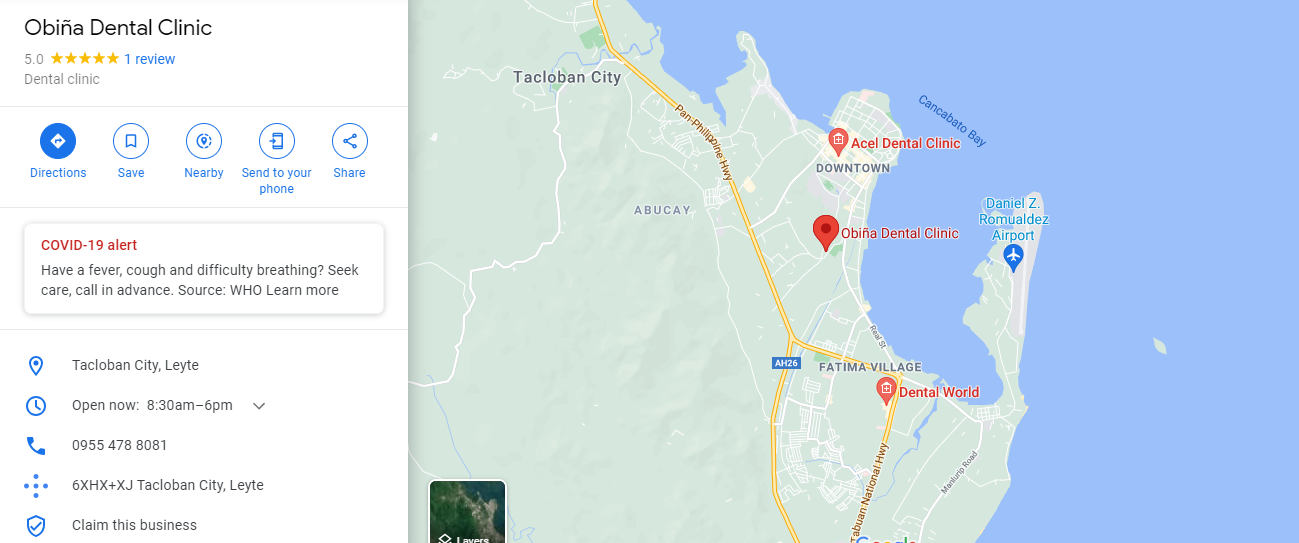 Obiña Dental Clinic
5.0 ★★★★★ 1 review
Dental clinic
Directions
Save
Nearby
Send to your
phone
Share
COVID-19 alert
Have a fever, cough and difficulty breathing? Seek
care, call in advance. Source: WHO Learn more
Tacloban City, Leyte
Open now: 8:30am–6pm
0955 478 8081
6XHX+XJ Tacloban City, Leyte
Claim this business
Tacloban City
Pan-Philippine Hwy
Cancabato Bay
Acel Dental Clinic
DOWNTOWN
ABUCAY
Daniel Z.
Romualdez
Airport
Obiña Dental Clinic
Real St
AH26
FATIMA VILLAGE
Dental World
Tabuan National Hwy
Manlurip Road
Layers
Google